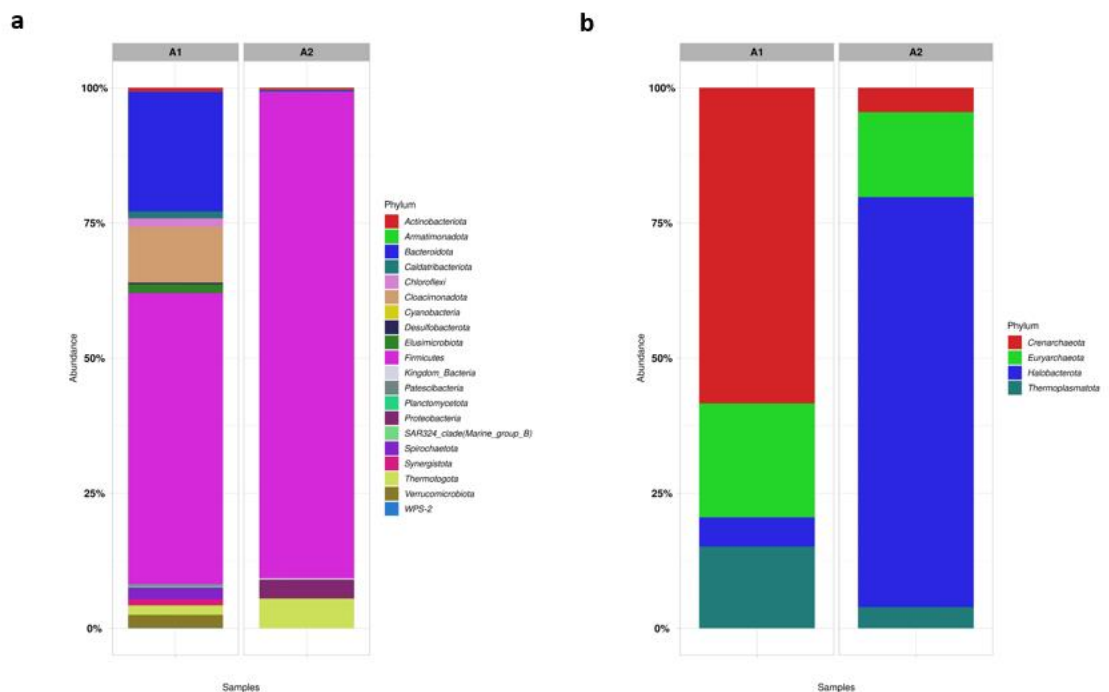 a
A1
A2
100%
75%
50%
25%
0%
Abundance
Samples
Phylum
Actinobacteriota
Armatimonadota
Bacteroidota
Caldatribacteriota
Chloroflexi
Cloacimonadota
Cyanobacteria
Desulfobacterota
Elusimicrobiota
Firmicutes
Kingdom_Bacteria
Patescibacteria
Planctomycetota
Proteobacteria
SAR324_clade(Marine_group_B)
Spirochaetota
Synergistota
Thermotogota
Verrucomicrobiota
WPS-2
b
A1
A2
100%
75%
50%
25%
0%
Abundance
Samples
Phylum
Crenarchaeota
Euryarchaeota
Halobacterota
Thermoplasmatota